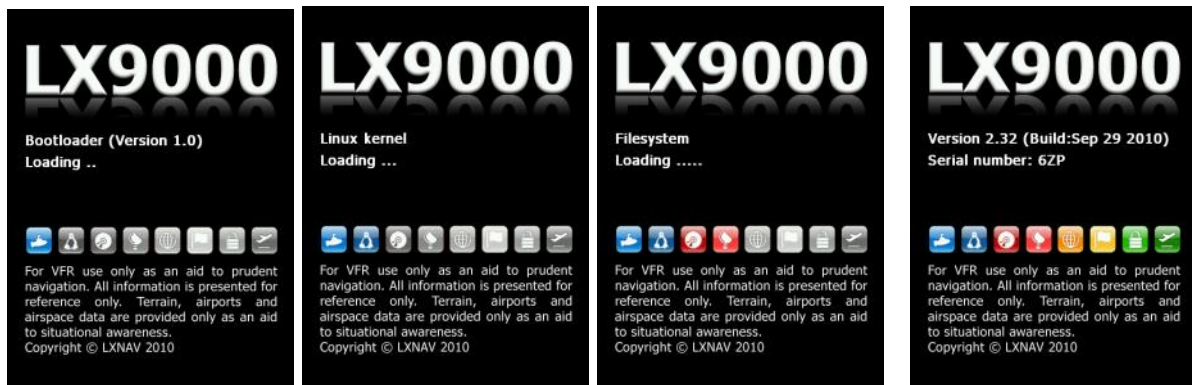 LX9000
Bootloader (Version 1.0)
Loading ..
For VFR use only as an aid to prudent
navigation. All information is presented for
reference only. Terrain, airports and
airspace data are provided only as an aid
to situational awareness.
Copyright © LXNAV 2010
LX9000
Linux kernel
Loading ...
For VFR use only as an aid to prudent
navigation. All information is presented for
reference only. Terrain, airports and
airspace data are provided only as an aid
to situational awareness.
Copyright © LXNAV 2010
LX9000
Filesystem
Loading .....
For VFR use only as an aid to prudent
navigation. All information is presented for
reference only. Terrain, airports and
airspace data are provided only as an aid
to situational awareness.
Copyright © LXNAV 2010
LX9000
Version 2.32 (Build:Sep 29 2010)
Serial number: 6ZP
For VFR use only as an aid to prudent
navigation. All information is presented for
reference only. Terrain, airports and
airspace data are provided only as an aid
to situational awareness.
Copyright © LXNAV 2010